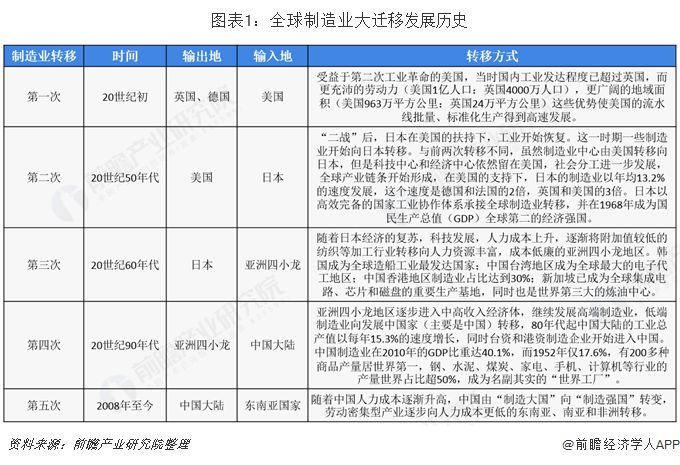 图表1：全球制造业大迁移发展历史
制造业转移 时间 输出地 输入地 转移方式
第一次 20世纪初 英国、德国 美国
受益于第二次工业革命的美国，当时国内工业发达程度已超过英国，而
更充沛的劳动力（美国1亿人口：英国4000万人口），更广阔的地域面
积（美国963万平方公里：英国24万平方公里）这些优势使美国的流水
线批量、标准化生产得到高速发展。
第二次 20世纪50年代 美国 日本
“二战”后，日本在美国的扶持下，工业开始恢复。这一时期一些制造
业开始向日本转移。与前两次转移不同，虽然制造业中心由美国转移向
日本，但是科技中心和经济中心依然留在美国，社会分工进一步发展，
全球产业链条开始形成，在美国的支持下，日本的制造业以年均13.2%
的速度发展，这个速度是德国和法国的2倍，英国和美国的3倍。日本以
高效完备的国家工业协作体系承接全球制造业转移，并在1968年成为国
民生产总值（GDP）全球第二的经济强国。
第三次 20世纪60年代 日本 亚洲四小龙
随着日本经济的复苏，科技发展，人力成本上升，逐渐将附加值较低的
纺织等加工行业转移向人力资源丰富，成本低廉的亚洲四小龙地区。韩
国成为全球造船工业最发达国家；中国台湾地区成为全球最大的电子代
工地区；中国香港地区制造业占比达到30%；新加坡已成为全球集成电
路、芯片和磁盘的重要生产基地，同时也是世界第三大的炼油中心。
第四次 20世纪90年代 亚洲四小龙 中国大陆
亚洲四小龙地区逐步进入中高收入经济体，继续发展高端制造业，低端
制造业向发展中国家（主要是中国）转移，80年代起中国大陆的工业总
产值以每年15.3%的速度增长，同时台资和港资制造企业开始进入中国。
中国制造业在2010年的GDP比重达40.1%，而1952年仅17.6%，有200多种
商品产量居世界第一，钢、水泥、煤炭、家电、手机、计算机等行业的
产量世界占比超50%，成为名副其实的“世界工厂”。
第五次 2008年至今 中国大陆 东南亚国家
随着中国人力成本逐渐升高，中国由“制造大国”向“制造强国”转变，
劳动密集型产业逐步向人力成本更低的东南亚、南亚和非洲转移。
资料来源：前瞻产业研究院整理
@前瞻经济学人APP
前瞻产业研究院